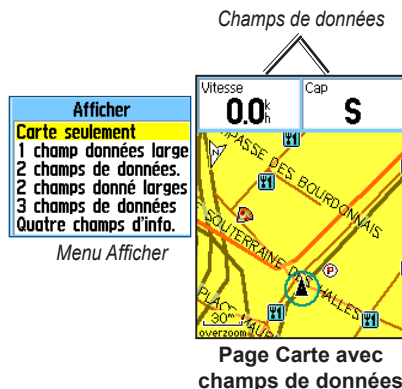 Champs de données
Afficher
Carte seulement
1 champ données large
2 champs de données.
2 champs donné larges
3 champs de données
Quatre champs d'info.
Menu Afficher
Vitesse
0.0 k/h
Cap
S
N
MPASSE DES BOURDONNAIS
SOUTERRAINE D HALLES
P
PLACE MAUR
30m
overzoom
Page Carte avec
champs de données